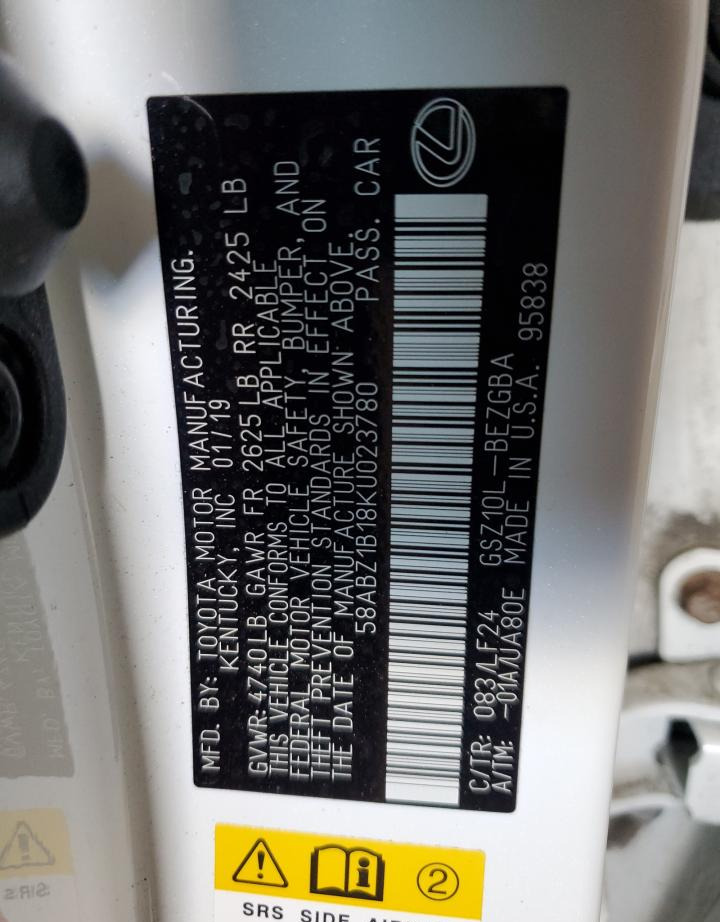 MFD. BY: TOYOTA MOTOR MANUFACTURING.
KENTUCKY, INC 01/19
GVWR: 4740LB GAWR FR 2625LB RR 2425 LB
THIS VEHICLE CONFORMS TO ALL APPLICABLE
FEDERAL MOTOR VEHICLE SAFETY, BUMPER, AND
THEFT PREVENTION STANDARDS IN EFFECT ON
THE DATE OF MANUFACTURE SHOWN ABOVE.
58ABZ1B18KU023780 PASS. CAR
C/TR: 083/LF24 GSZ10L-BEZGBA
A/TM: -01A/UA80E MADE IN U.S.A. 95838
2
SRS SIDE